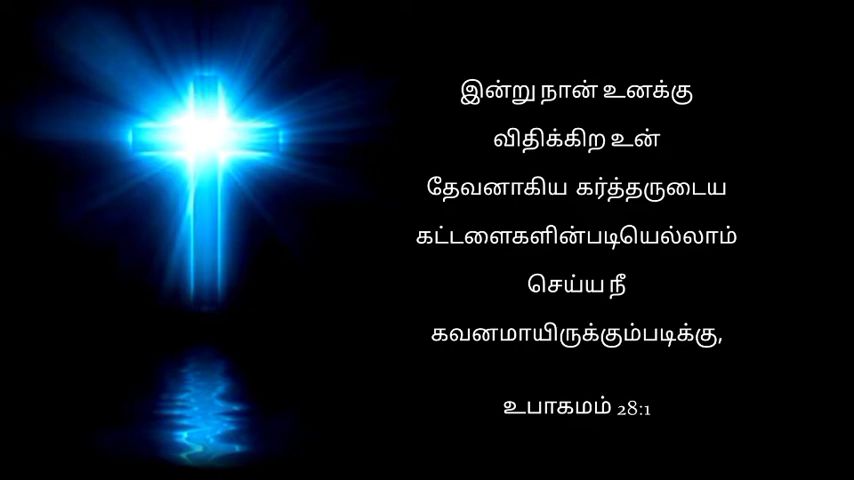 இன்று நான் உனக்கு
விதிக்கிற உன்
தேவனாகிய கர்த்தருடைய
கட்டளைகளின்படியெல்லாம்
செய்ய நீ
கவனமாயிருக்கும்படிக்கு,
உபாகமம் 28:1